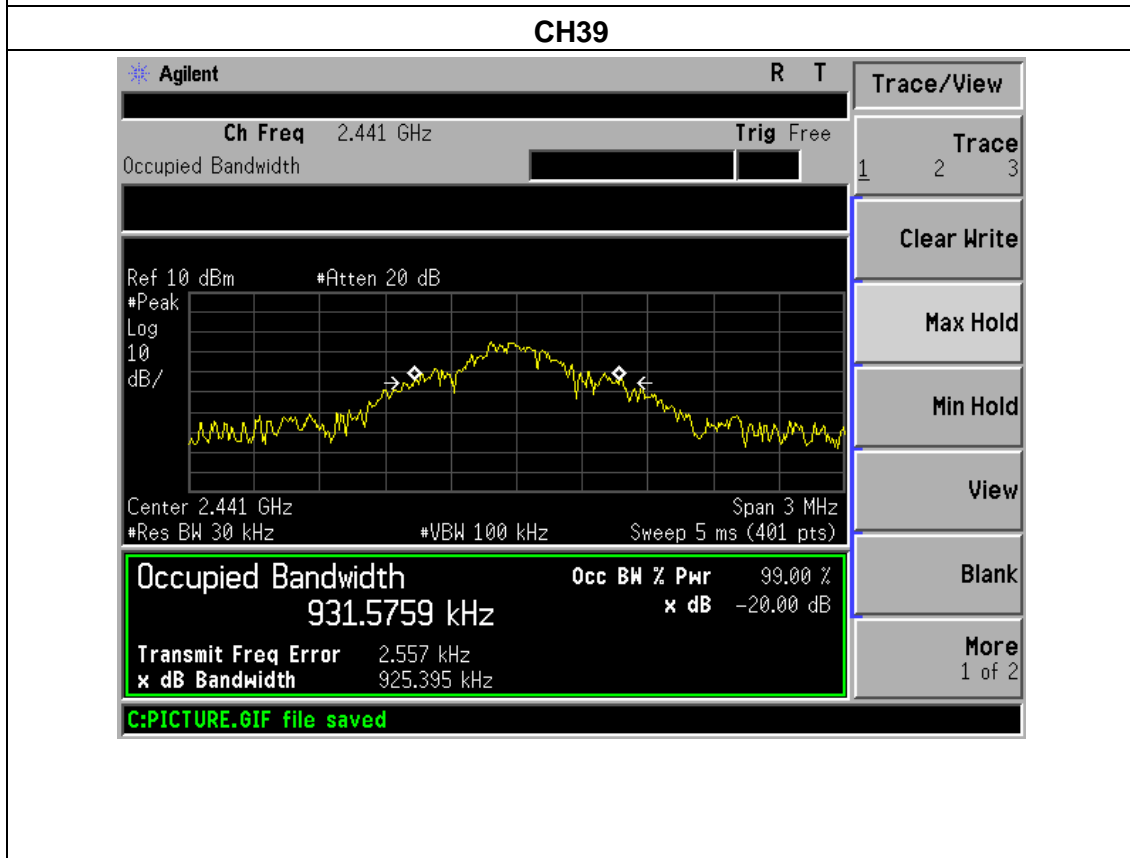 CH39
Agilent R T
Trace/View
Ch Freq 2.441 GHz Trig Free
Occupied Bandwidth
Trace
1 2 3
Clear Write
Ref 10 dBm #Atten 20 dB
#Peak
Log
10
dB/
Max Hold
Min Hold
View
Center 2.441 GHz Span 3 MHz
#Res BW 30 kHz #VBW 100 kHz Sweep 5 ms (401 pts)
Occupied Bandwidth Occ BW % Pwr 99.00 %
931.5759 kHz x dB -20.00 dB
Blank
Transmit Freq Error 2.557 kHz
x dB Bandwidth 925.395 kHz
More
1 of 2
C:PICTURE.GIF file saved